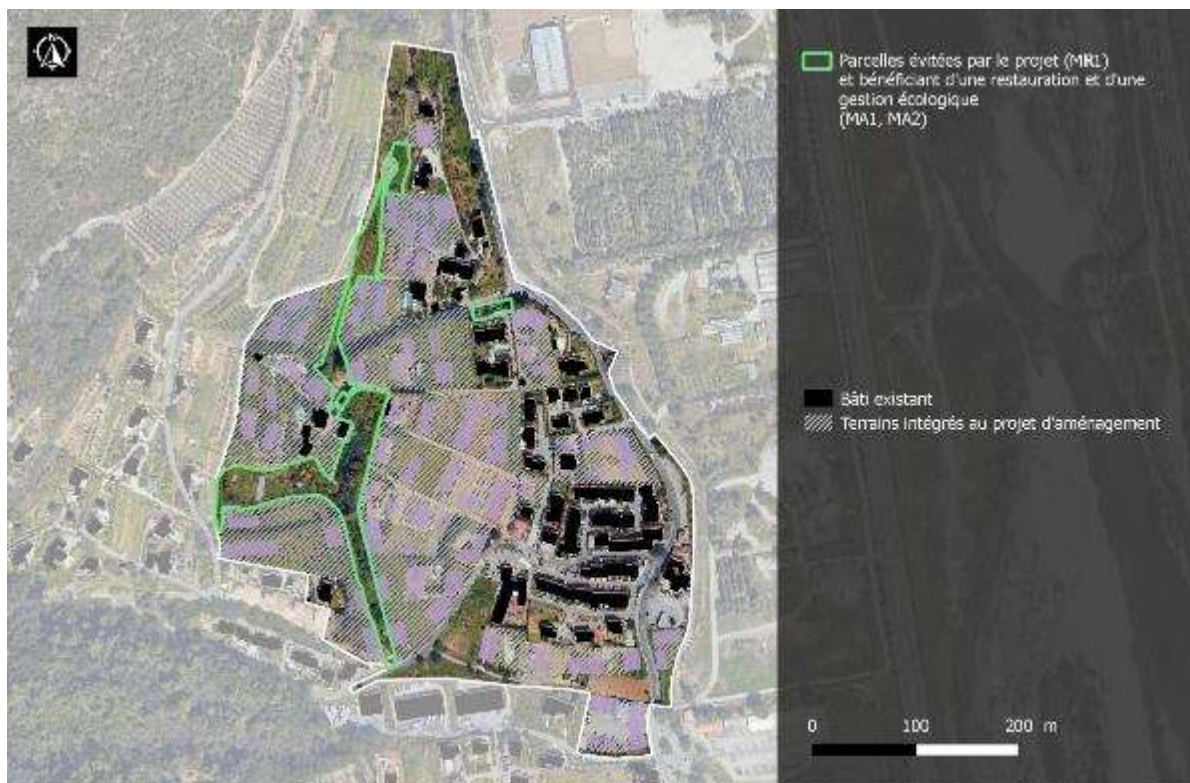 N
Parcelles évitées par le projet (MR1)
et bénéficiant d'une restauration et d'une
gestion écologique
(MA1, MA2)
Bâti existant
Terrains intégrés au projet d'aménagement
0 100 200 m